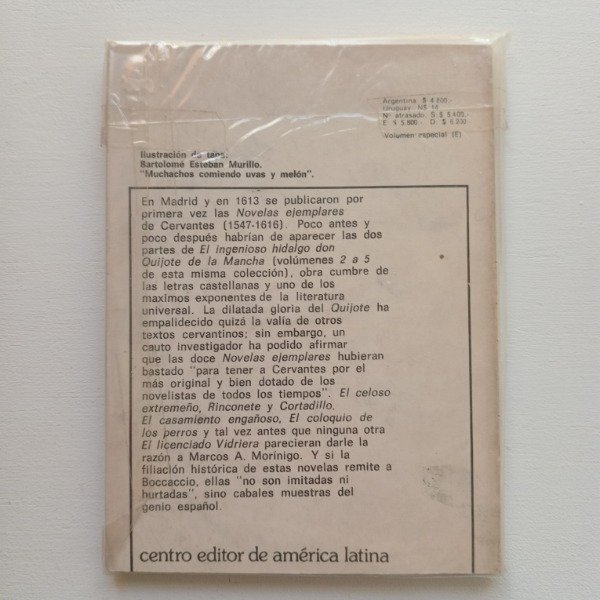 Argentina $ 4.800.-
Uruguay N$ 14
Nº atrasado. S: $ 5.400.-
E $ 5.800.- D: $ 6.200
Volumen especial (E)
Ilustración de tapa:
Bartolomé Esteban Murillo.
"Muchachos comiendo uvas y melón".
En Madrid y en 1613 se publicaron por
primera vez las Novelas ejemplares
de Cervantes (1547-1616). Poco antes y
poco después habrían de aparecer las dos
partes de El ingenioso hidalgo don
Quijote de la Mancha (volúmenes 2 a 5
de esta misma colección), obra cumbre de
las letras castellanas y uno de los
maximos exponentes de la literatura
universal. La dilatada gloria del Quijote ha
empalidecido quizá la valía de otros
textos cervantinos; sin embargo, un
cauto investigador ha podido afirmar
que las doce Novelas ejemplares hubieran
bastado "para tener a Cervantes por el
más original y bien dotado de los
novelistas de todos los tiempos". El celoso
extremeño, Rinconete y Cortadillo,
El casamiento engañoso, El coloquio de
los perros y tal vez antes que ninguna otra
El licenciado Vidriera parecieran darle la
razón a Marcos A. Morínigo. Y si la
filiación histórica de estas novelas remite a
Boccaccio, ellas "no son imitadas ni
hurtadas", sino cabales muestras del
genio español.
centro editor de américa latina